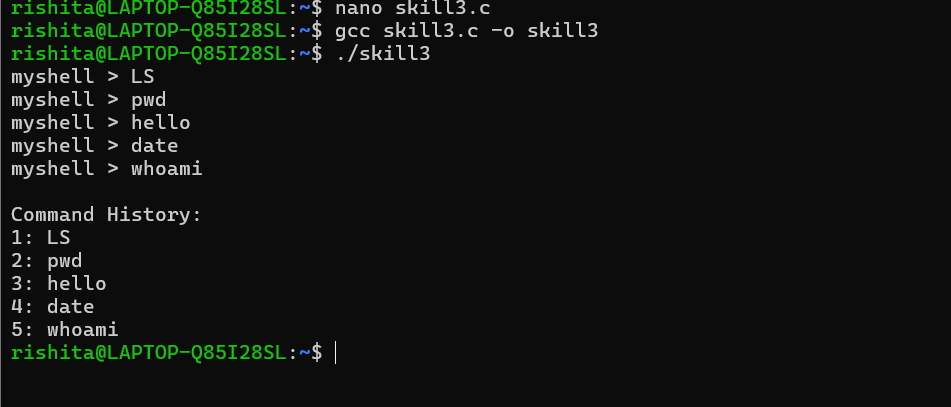 rishita@LAPTOP-Q85I28SL:~$ nano skill3.c
rishita@LAPTOP-Q85I28SL:~$ gcc skill3.c -o skill3
rishita@LAPTOP-Q85I28SL:~$ ./skill3
myshell > LS
myshell > pwd
myshell > hello
myshell > date
myshell > whoami
Command History:
1: LS
2: pwd
3: hello
4: date
5: whoami
rishita@LAPTOP-Q85I28SL:~$